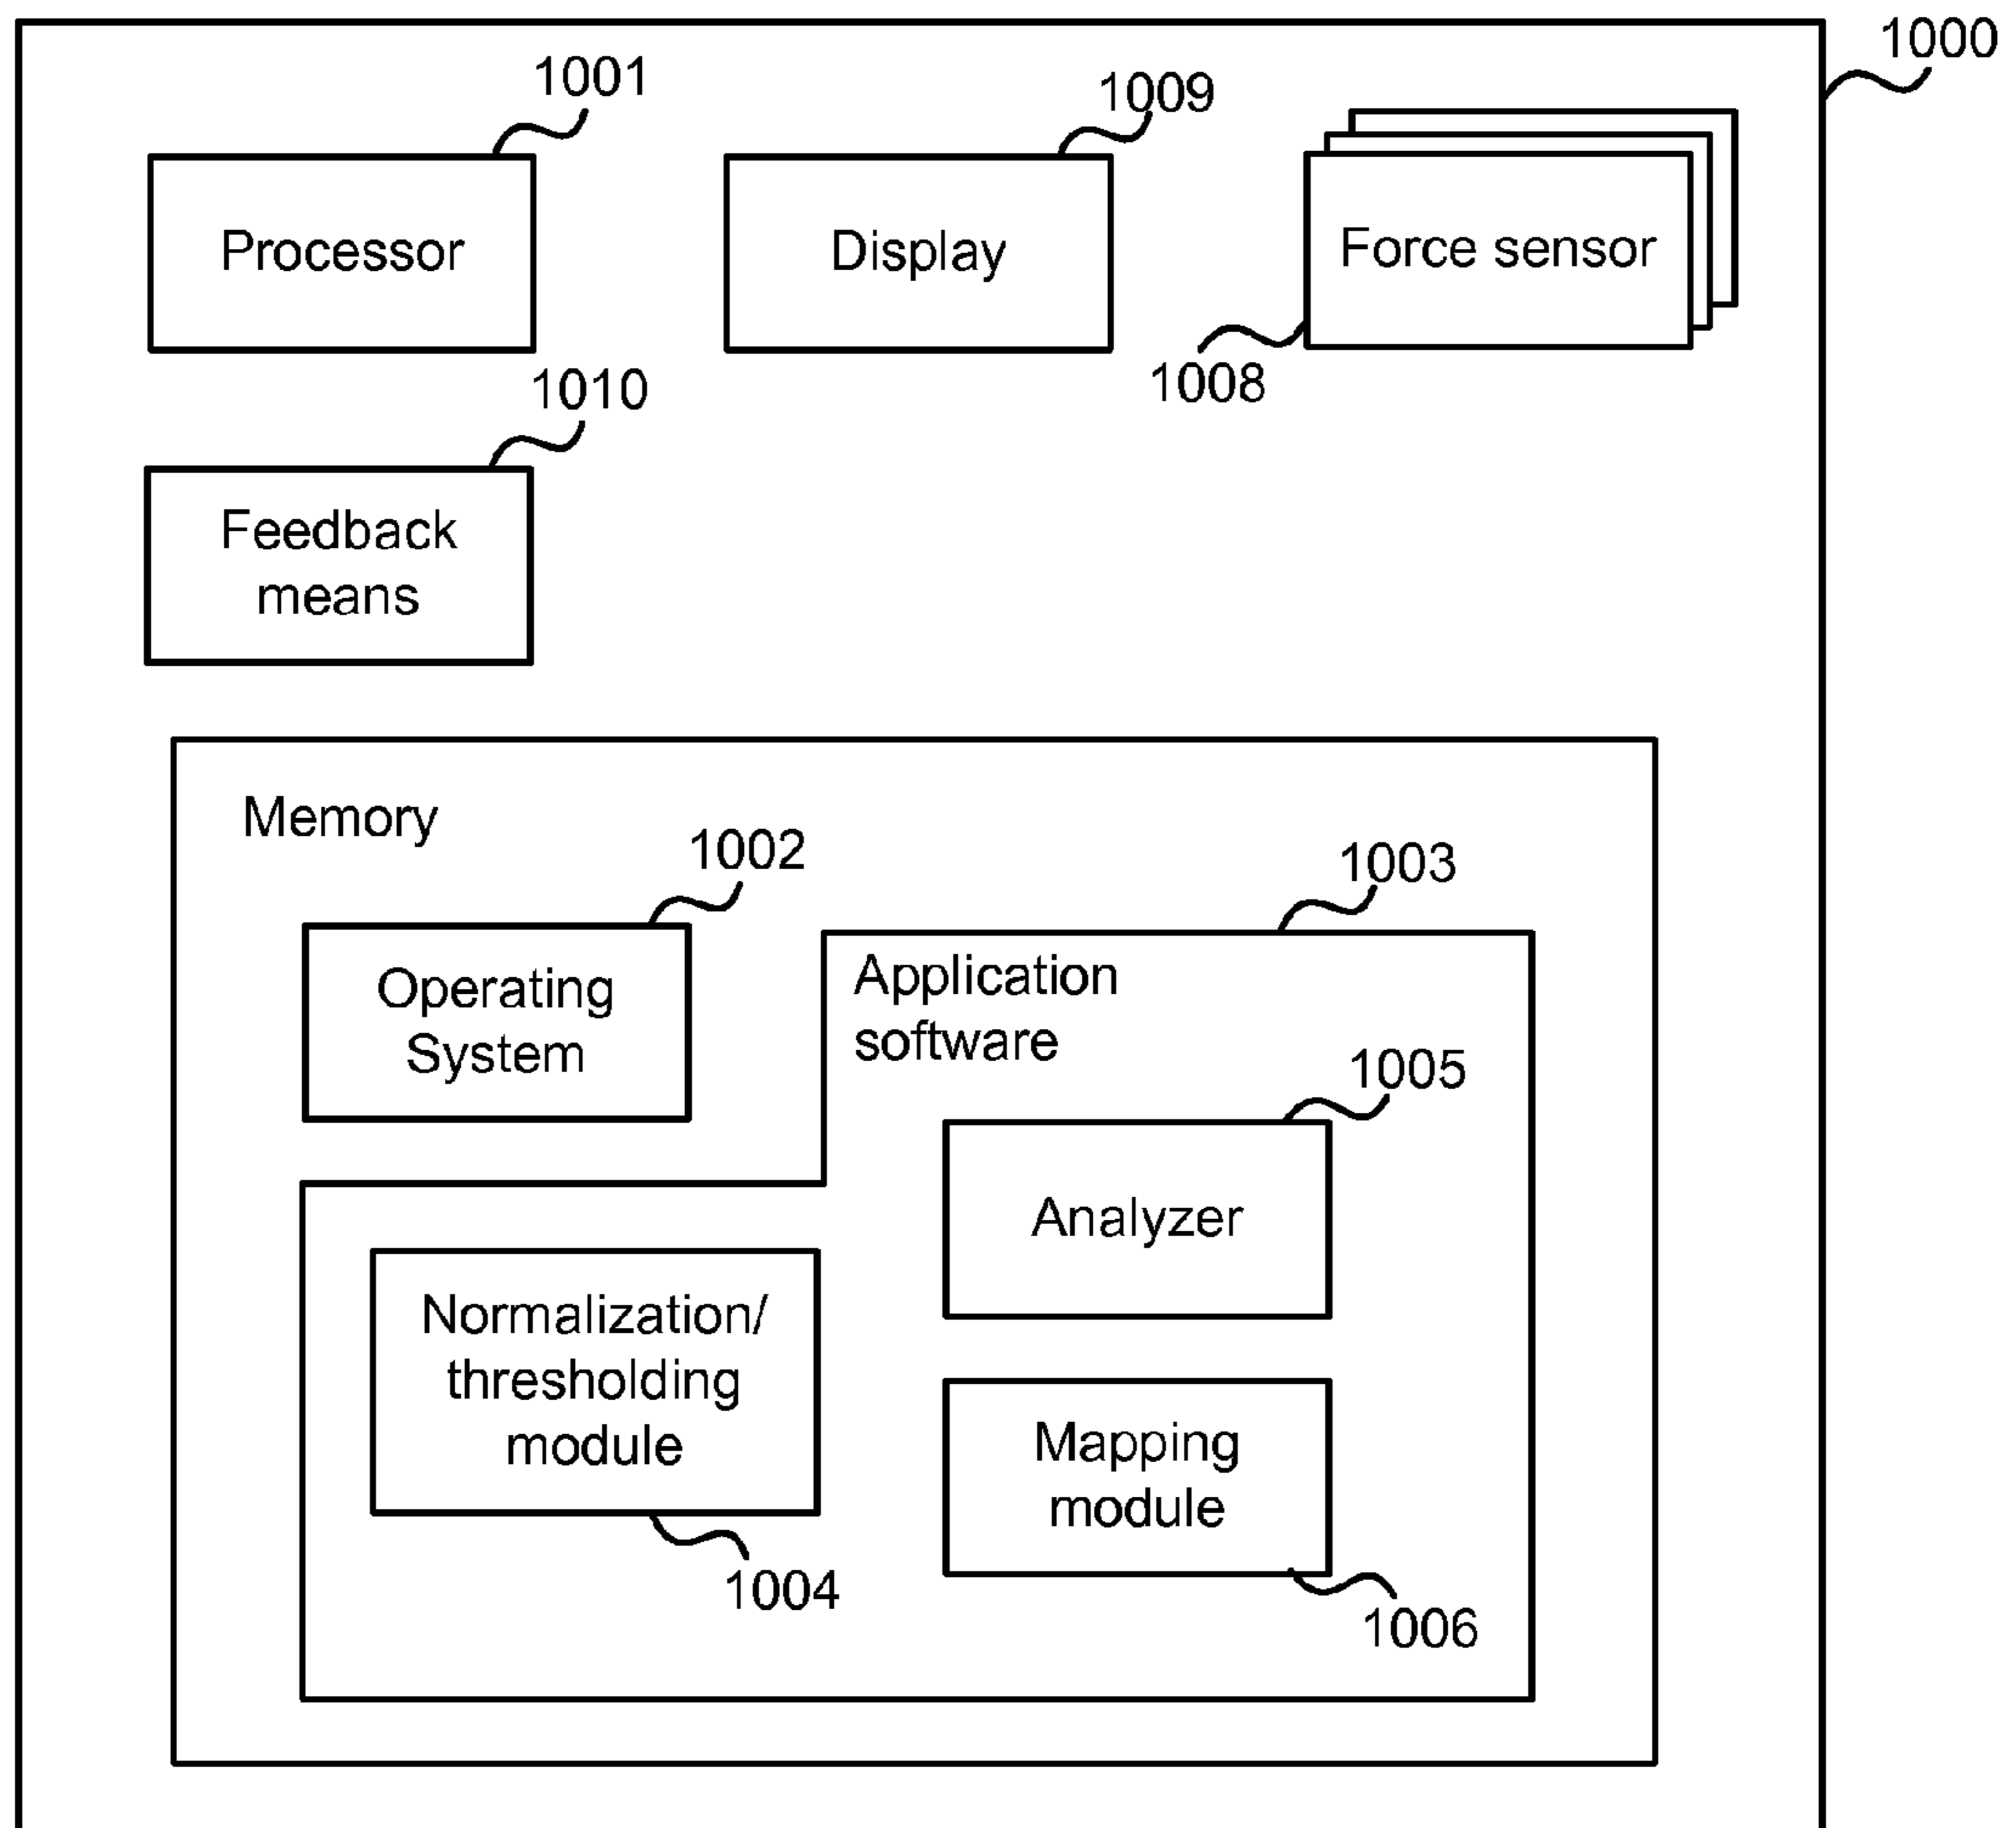 1000
1001
1009
Processor
Display
Force sensor
1008
1010
Feedback
means
Memory
1002
1003
Operating
System
Application
software
1005
Analyzer
Normalization/
thresholding
module
1004
Mapping
module
1006